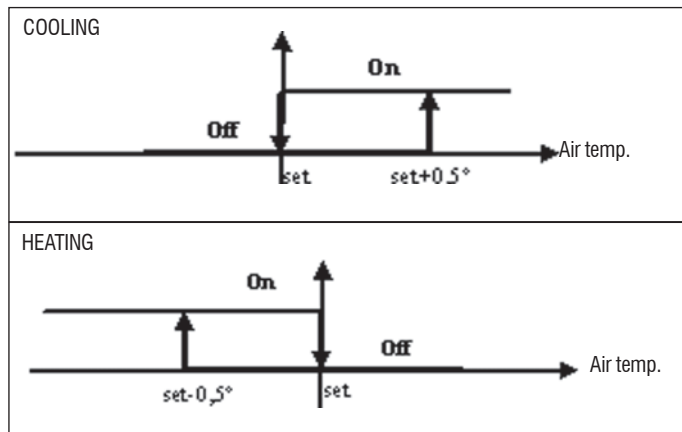 COOLING
On
Off
Air temp.
set
set+0.5°
HEATING
On
Off
Air temp.
set-0,5°
set